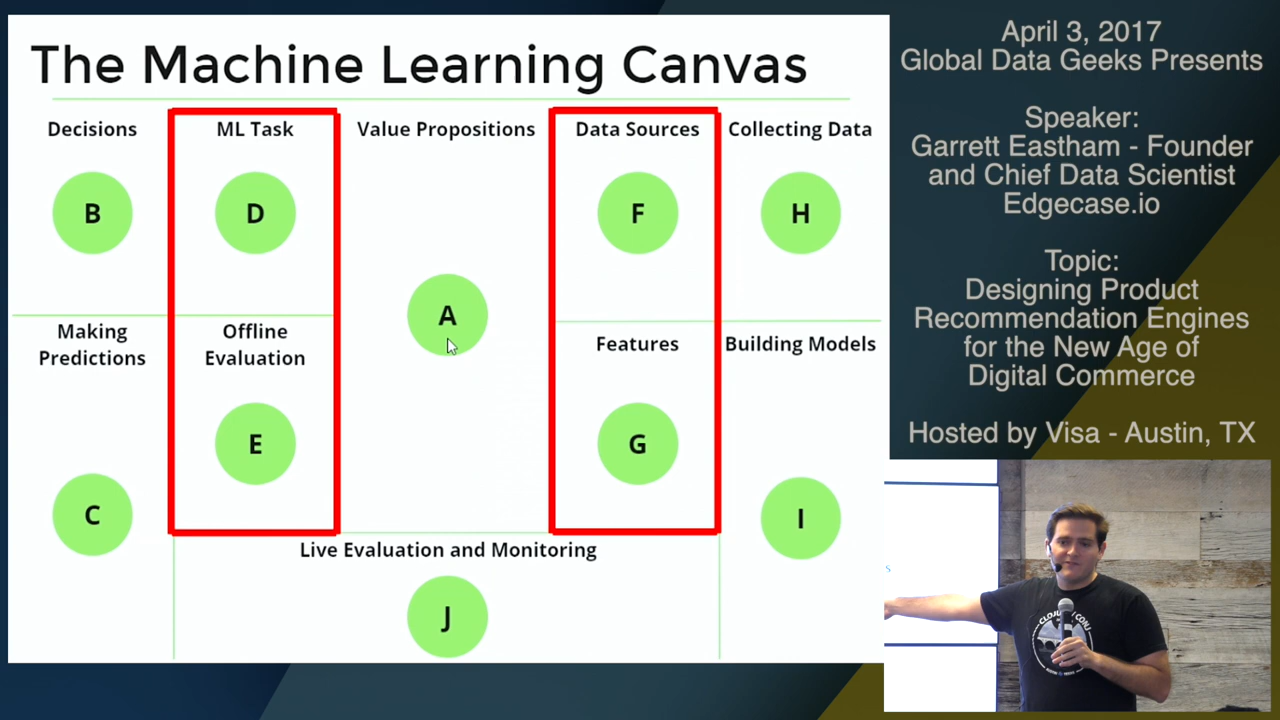 The Machine Learning Canvas
Decisions
B
ML Task
D
Value Propositions
A
Data Sources
F
Collecting Data
H
Making
Predictions
C
Offline
Evaluation
E
Features
G
Building Models
I
Live Evaluation and Monitoring
J
April 3, 2017
Global Data Geeks Presents
Speaker:
Garrett Eastham - Founder
and Chief Data Scientist
Edgecase.io
Topic:
Designing Product
Recommendation Engines
for the New Age of
Digital Commerce
Hosted by Visa - Austin, TX